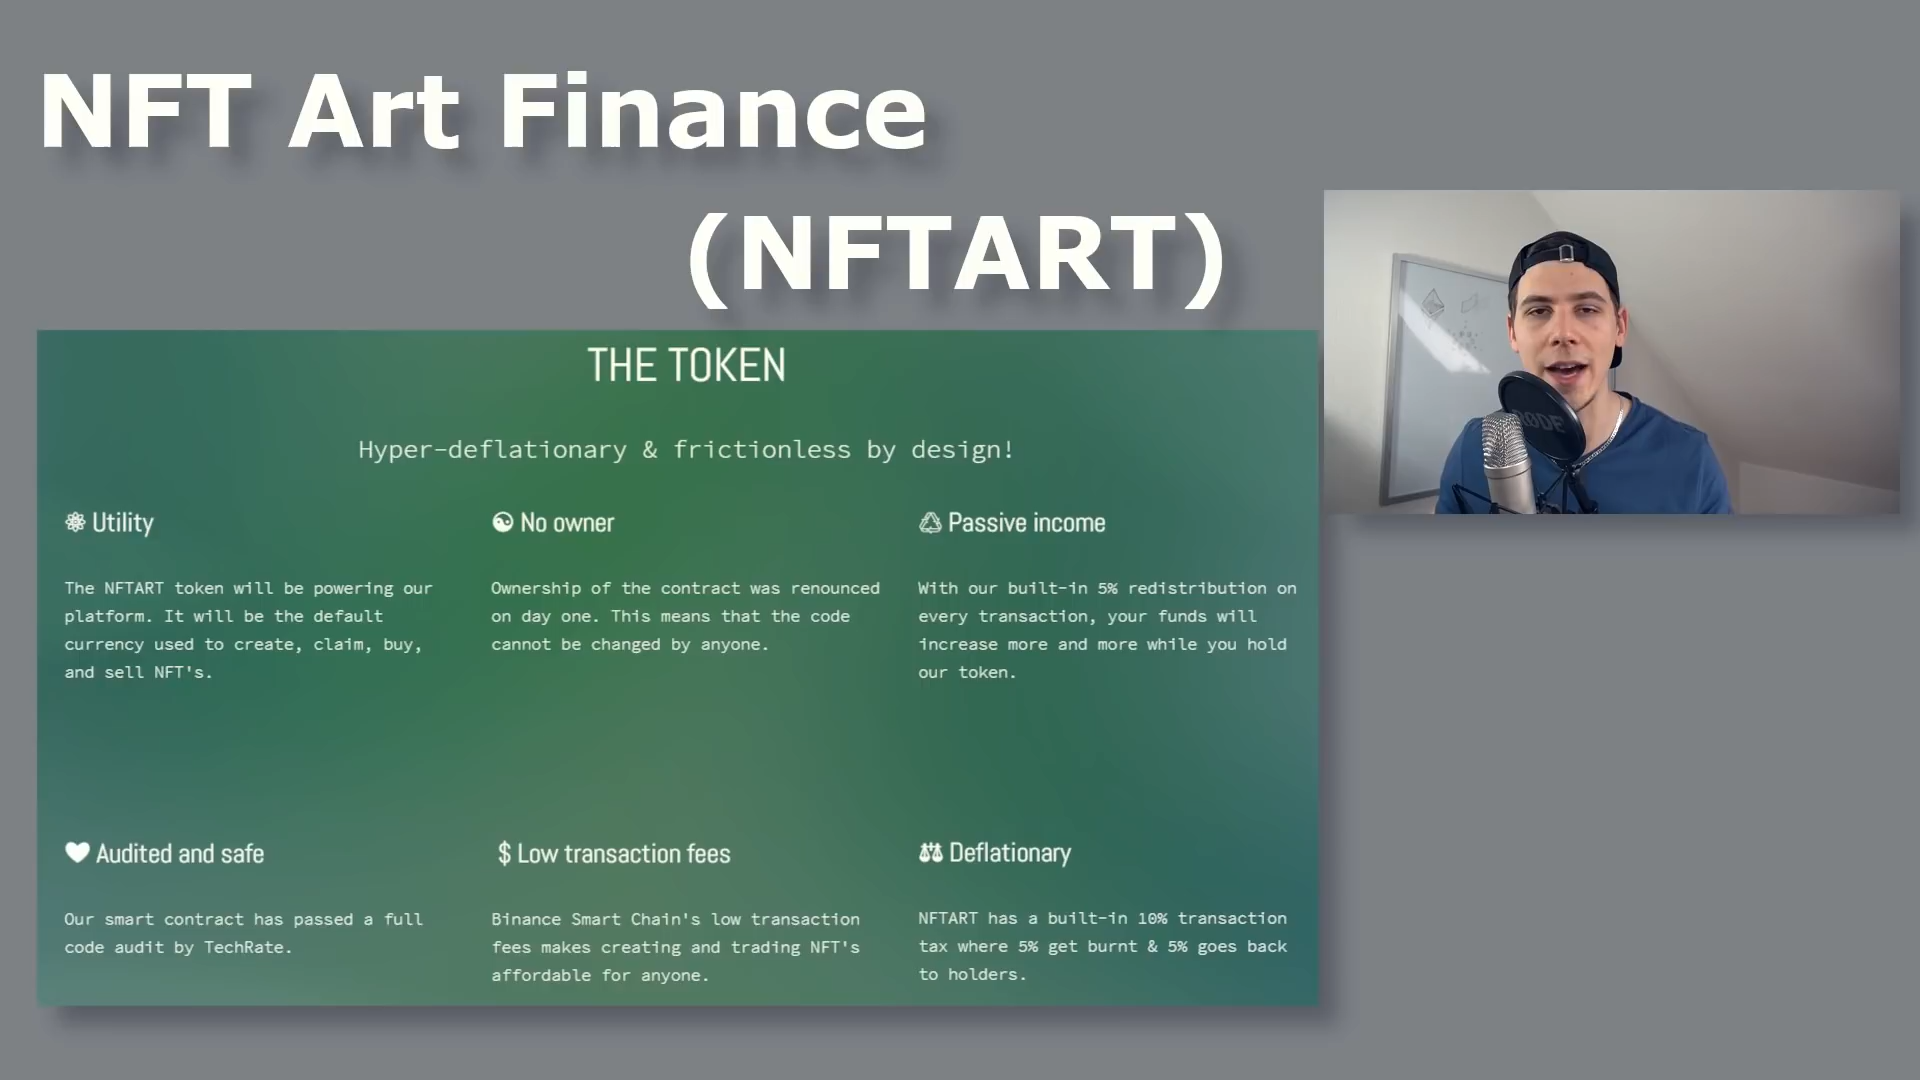 NFT Art Finance
(NFTART)
THE TOKEN
Hyper-deflationary & frictionless by design!
Utility
The NFTART token will be powering our
platform. It will be the default
currency used to create, claim, buy,
and sell NFT's.
No owner
Ownership of the contract was renounced
on day one. This means that the code
cannot be changed by anyone.
Passive income
With our built-in 5% redistribution on
every transaction, your funds will
increase more and more while you hold
our token.
Audited and safe
Our smart contract has passed a full
code audit by TechRate.
$ Low transaction fees
Binance Smart Chain's low transaction
fees makes creating and trading NFT's
affordable for anyone.
Deflationary
NFTART has a built-in 10% transaction
tax where 5% get burnt & 5% goes back
to holders.
RØDE